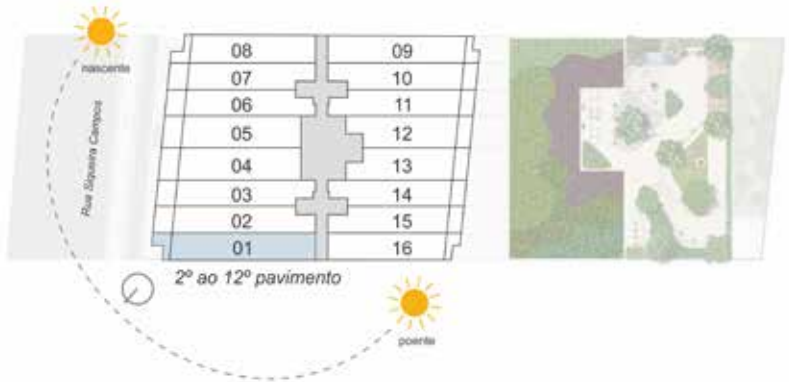 nascente
Rua Siqueira Campos
08 09
07 10
06 11
05 12
04 13
03 14
02 15
01 16
2º ao 12º pavimento
poente